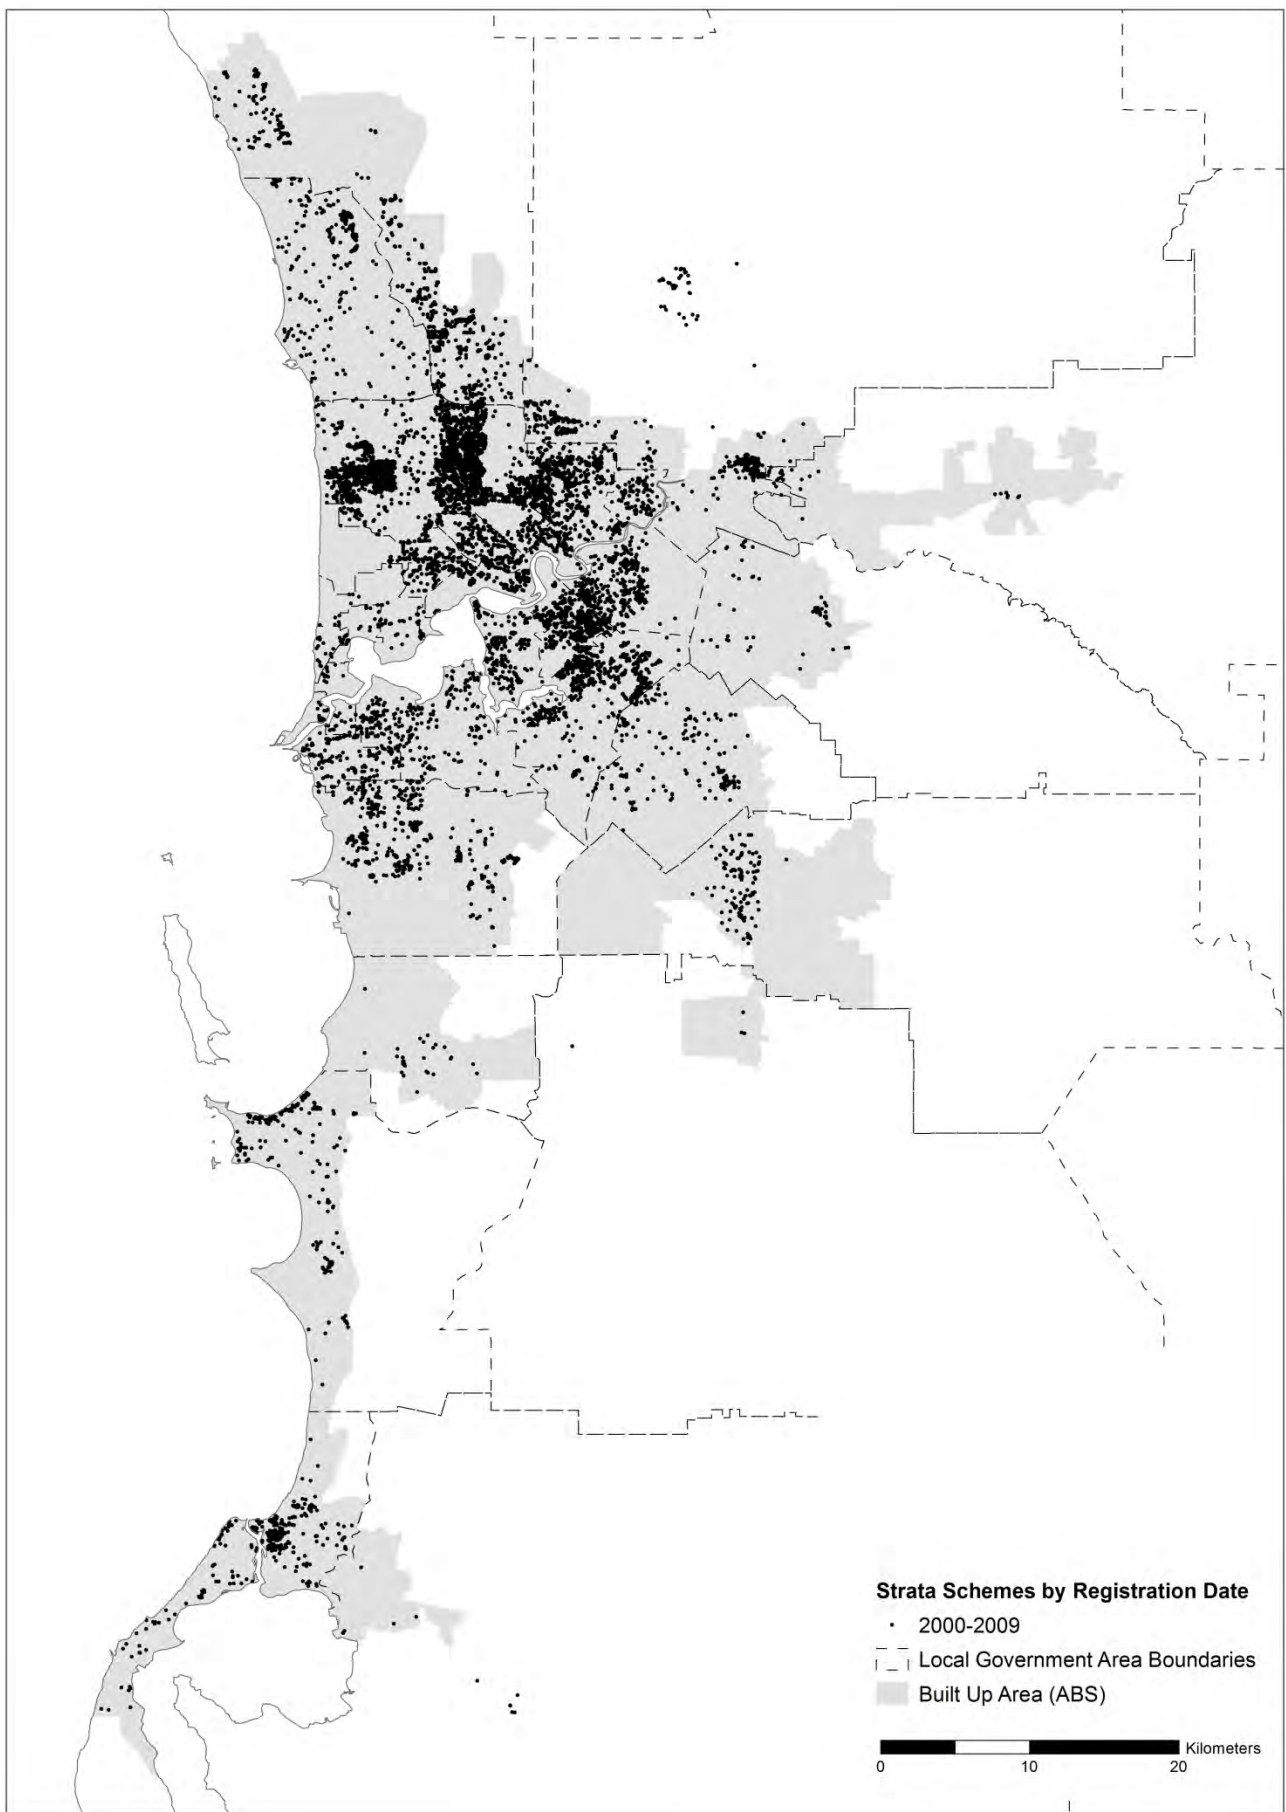 Strata Schemes by Registration Date
2000-2009
Local Government Area Boundaries
Built Up Area (ABS)
Kilometers
0 10 20